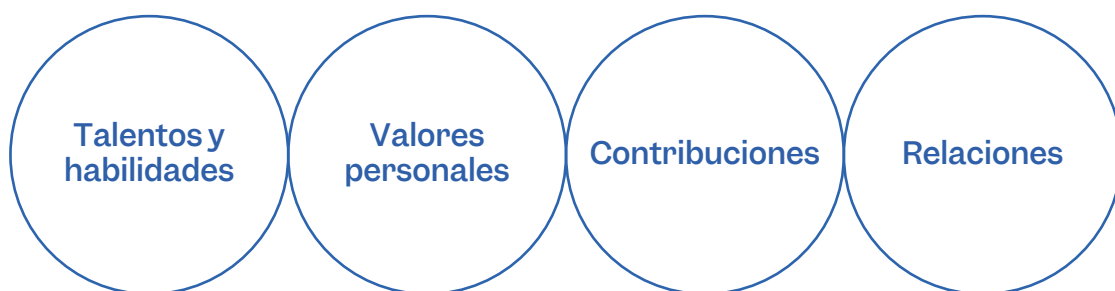 Talentos y
habilidades
Valores
personales
Contribuciones
Relaciones